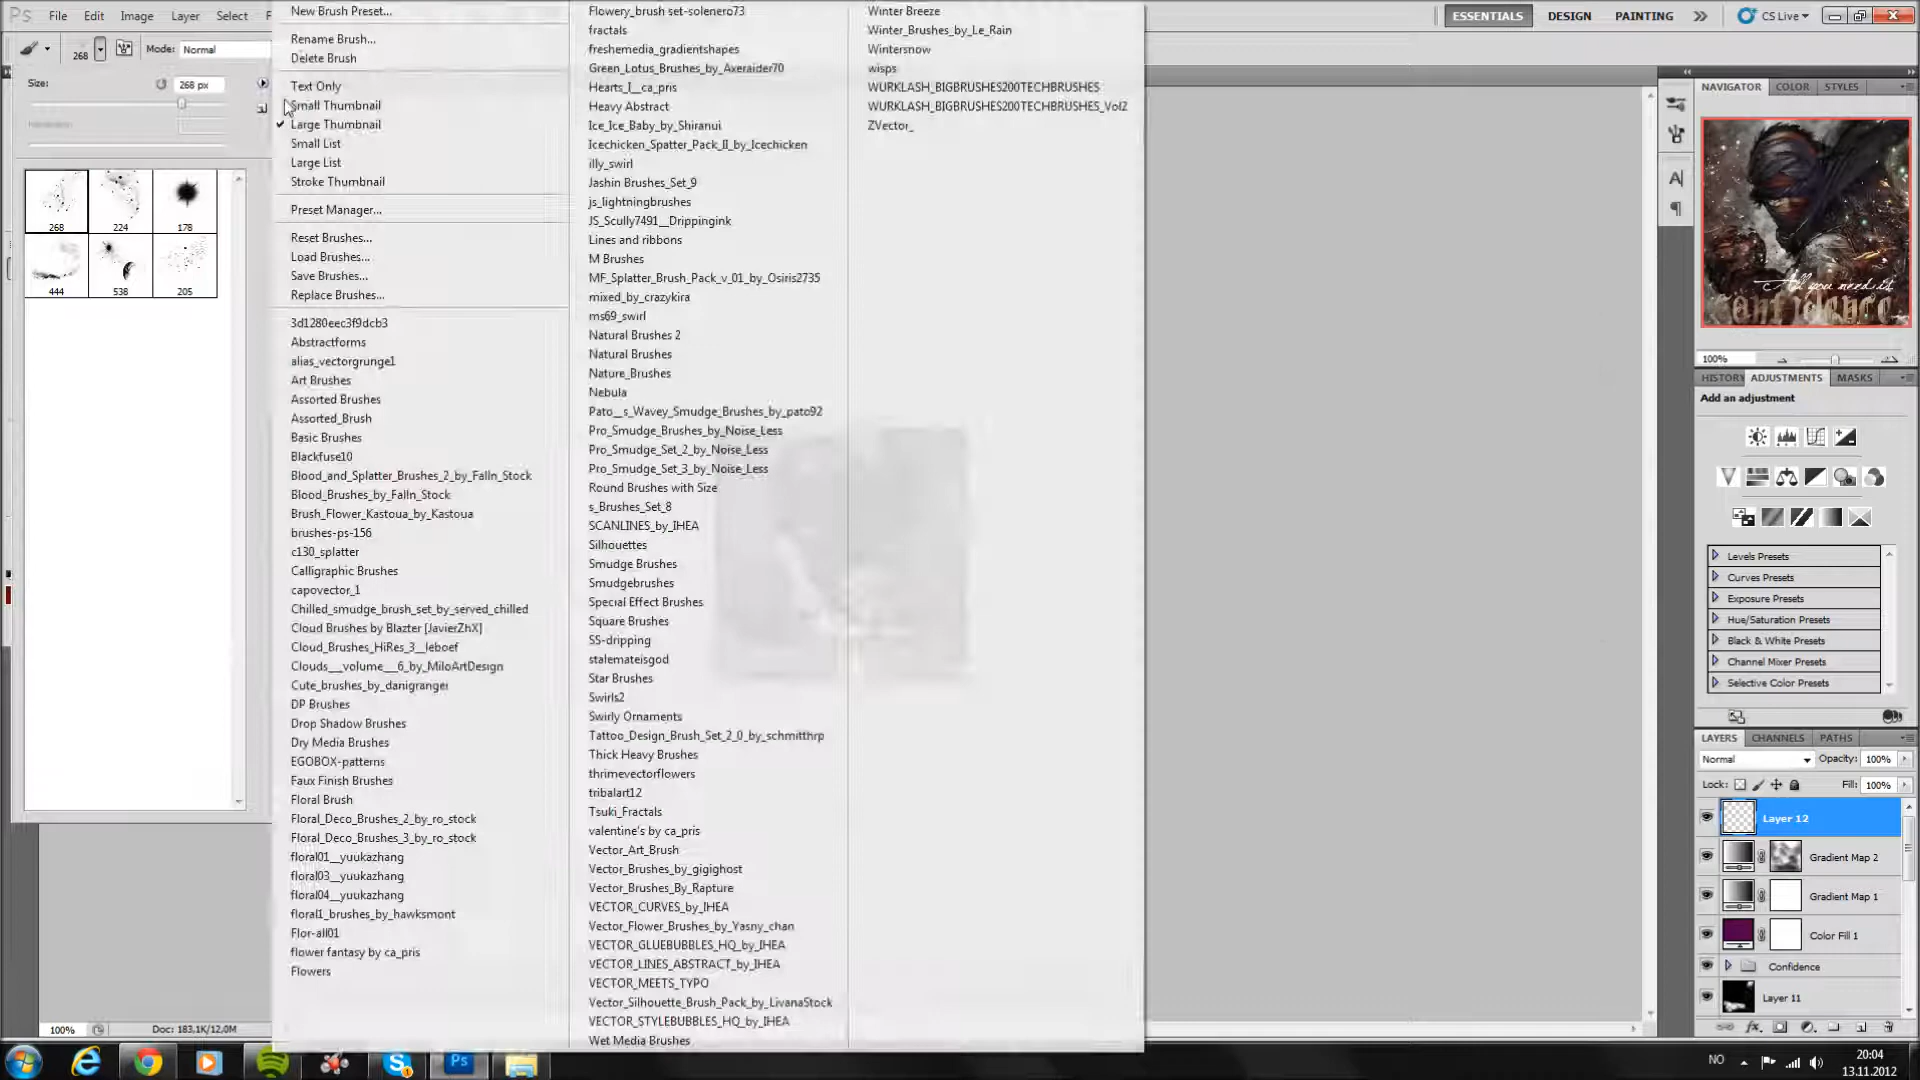 Ps File Edit Image Layer Select F
ESSENTIALS DESIGN PAINTING CS Live
268 Mode: Normal
Size: 268 px
268 224 178
444 538 205
New Brush Preset...
Rename Brush...
Delete Brush
Text Only
Small Thumbnail
Large Thumbnail
Small List
Large List
Stroke Thumbnail
Preset Manager...
Reset Brushes...
Load Brushes...
Save Brushes...
Replace Brushes...
3d1280eec3f9dcb3
Abstractforms
alias_vectorgrunge1
Art Brushes
Assorted Brushes
Assorted_Brush
Basic Brushes
Blackfuse10
Blood_and_Splatter_Brushes_2_by_Falln_Stock
Blood_Brushes_by_Falln_Stock
Brush_Flower_Kastoua_by_Kastoua
brushes-ps-156
c130_splatter
Calligraphic Brushes
capovector_1
Chilled_smudge_brush_set_by_served_chilled
Cloud Brushes by Blazter [JavierZhX]
Cloud_Brushes_HiRes_3__leboef
Clouds__volume__6_by_MiloArtDesign
Cute_brushes_by_danigranger
DP Brushes
Drop Shadow Brushes
Dry Media Brushes
EGOBOX-patterns
Faux Finish Brushes
Floral Brush
Floral_Deco_Brushes_2_by_ro_stock
Floral_Deco_Brushes_3_by_ro_stock
floral01__yuukazhang
floral03__yuukazhang
floral04__yuukazhang
floral1_brushes_by_hawksmont
Flor-all01
flower fantasy by ca_pris
Flowers
Flowery_brush set-solenero73
fractals
freshemedia_gradientshapes
Green_Lotus_Brushes_by_Axeraider70
Hearts_I__ca_pris
Heavy Abstract
Ice_Ice_Baby_by_Shiranui
Icechicken_Spatter_Pack_II_by_Icechicken
illy_swirl
Jashin Brushes_Set_9
js_lightningbrushes
JS_Scully7491__Drippingink
Lines and ribbons
M Brushes
MF_Splatter_Brush_Pack_v_01_by_Osiris2735
mixed_by_crazykira
ms69_swirl
Natural Brushes 2
Natural Brushes
Nature_Brushes
Nebula
Pato__s_Wavey_Smudge_Brushes_by_pato92
Pro_Smudge_Brushes_by_Noise_Less
Pro_Smudge_Set_2_by_Noise_Less
Pro_Smudge_Set_3_by_Noise_Less
Round Brushes with Size
s_Brushes_Set_8
SCANLINES_by_IHEA
Silhouettes
Smudge Brushes
Smudgebrushes
Special Effect Brushes
Square Brushes
SS-dripping
stalemateisgod
Star Brushes
Swirls2
Swirly Ornaments
Tattoo_Design_Brush_Set_2_0_by_schmitthrp
Thick Heavy Brushes
thrimevectorflowers
tribalart12
Tsuki_Fractals
valentine's by ca_pris
Vector_Art_Brush
Vector_Brushes_by_gigighost
Vector_Brushes_By_Rapture
VECTOR_CURVES_by_IHEA
Vector_Flower_Brushes_by_Yasny_chan
VECTOR_GLUEBUBBLES_HQ_by_IHEA
VECTOR_LINES_ABSTRACT_by_IHEA
VECTOR_MEETS_TYPO
Vector_Silhouette_Brush_Pack_by_LivanaStock
VECTOR_STYLEBUBBLES_HQ_by_IHEA
Wet Media Brushes
Winter Breeze
Winter_Brushes_by_Le_Rain
Wintersnow
wisps
WURKLASH_BIGBRUSHES200TECHBRUSHES
WURKLASH_BIGBRUSHES200TECHBRUSHES_Vol2
ZVector_
NAVIGATOR COLOR STYLES
All you need is
Confidence
100%
HISTORY ADJUSTMENTS MASKS
Add an adjustment
Levels Presets
Curves Presets
Exposure Presets
Hue/Saturation Presets
Black & White Presets
Channel Mixer Presets
Selective Color Presets
LAYERS CHANNELS PATHS
Normal Opacity: 100%
Lock: Fill: 100%
Layer 12
Gradient Map 2
Gradient Map 1
Color Fill 1
Confidence
Layer 11
100% Doc: 183,1K/12,0M
Ps NO 20:04
13.11.2012